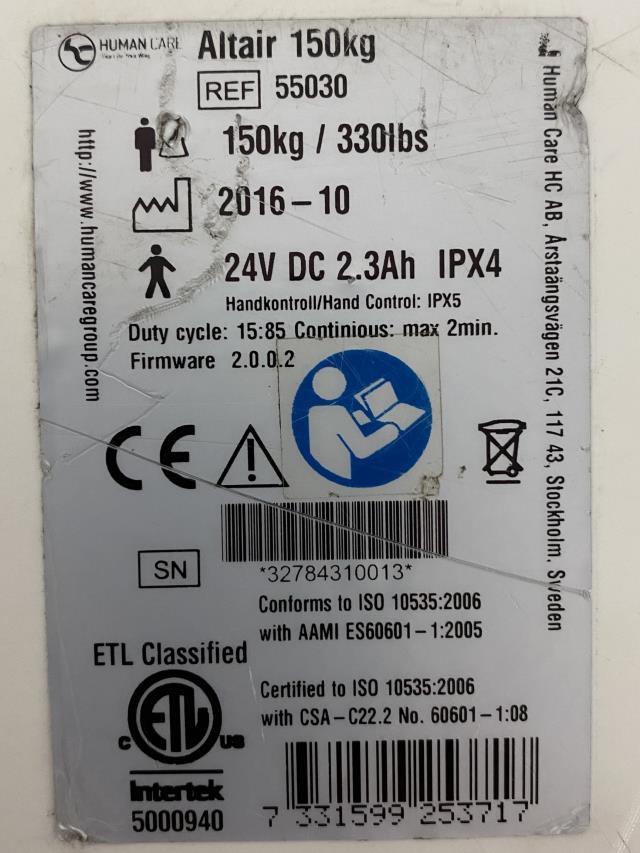 HUMAN CARE
Altair 150kg
REF 55030
150kg / 330lbs
2016-10
24V DC 2.3Ah IPX4
Handkontroll/Hand Control: IPX5
Duty cycle: 15:85 Continious: max 2min.
Firmware 2.0.0.2
CE
SN
*32784310013*
Conforms to ISO 10535:2006
with AAMI ES60601-1:2005
ETL Classified
Certified to ISO 10535:2006
with CSA-C22.2 No. 60601-1:08
C ETL US
Intertek
5000940
7 331599 253717
http://www.humancaregroup.com
Human Care HC AB, Årstaängsvägen 21C, 117 43, Stockholm. Sweden